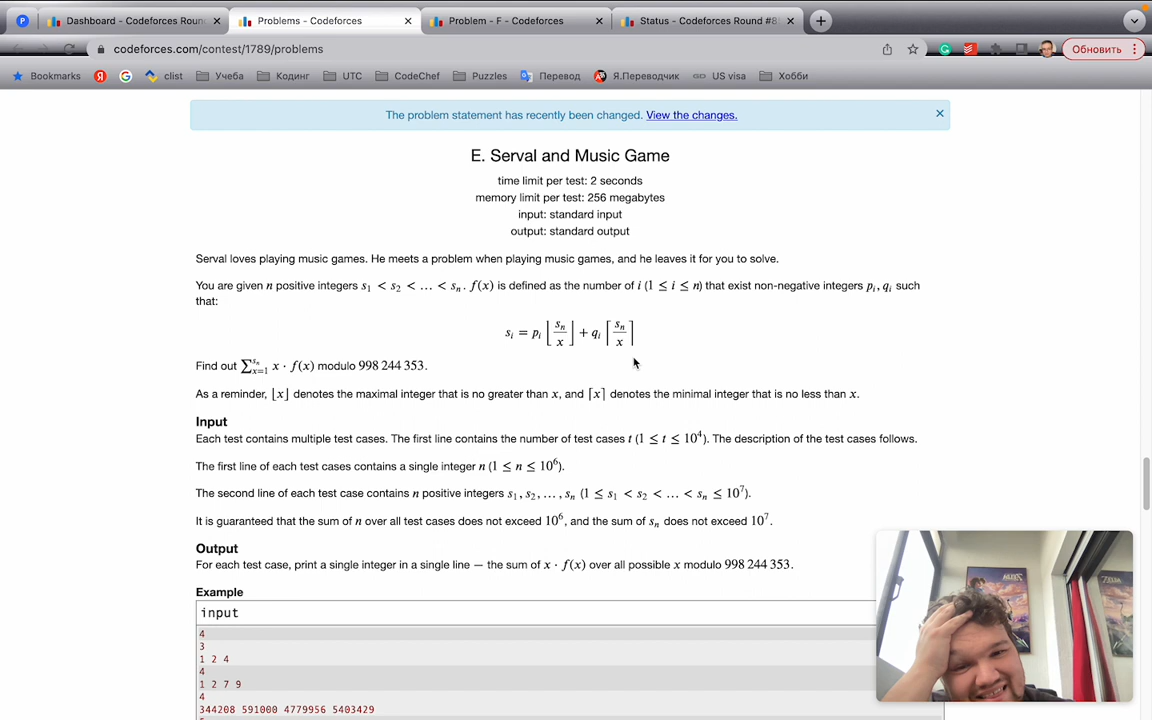 Dashboard - Codeforces Roun
Problems - Codeforces
Problem - F - Codeforces
Status - Codeforces Round #8
codeforces.com/contest/1789/problems
Обновить
Bookmarks
clist
Учеба
Кодинг
UTC
CodeChef
Puzzles
Перевод
Я.Переводчик
US visa
Хобби
The problem statement has recently been changed. View the changes.
E. Serval and Music Game
time limit per test: 2 seconds
memory limit per test: 256 megabytes
input: standard input
output: standard output
Serval loves playing music games. He meets a problem when playing music games, and he leaves it for you to solve.
You are given n positive integers s₁ < s₂ < … < sₙ. f(x) is defined as the number of i (1 ≤ i ≤ n) that exist non-negative integers pᵢ, qᵢ such
that:
sᵢ = pᵢ ⌊sₙ/x⌋ + qᵢ ⌈sₙ/x⌉
Find out ∑ₓ₌₁^{sₙ} x · f(x) modulo 998 244 353.
As a reminder, ⌊x⌋ denotes the maximal integer that is no greater than x, and ⌈x⌉ denotes the minimal integer that is no less than x.
Input
Each test contains multiple test cases. The first line contains the number of test cases t (1 ≤ t ≤ 10⁴). The description of the test cases follows.
The first line of each test cases contains a single integer n (1 ≤ n ≤ 10⁶).
The second line of each test case contains n positive integers s₁, s₂, …, sₙ (1 ≤ s₁ < s₂ < … < sₙ ≤ 10⁷).
It is guaranteed that the sum of n over all test cases does not exceed 10⁶, and the sum of sₙ does not exceed 10⁷.
Output
For each test case, print a single integer in a single line — the sum of x · f(x) over all possible x modulo 998 244 353.
Example
input
4
3
1 2 4
4
1 2 7 9
4
344208 591000 4779956 5403429